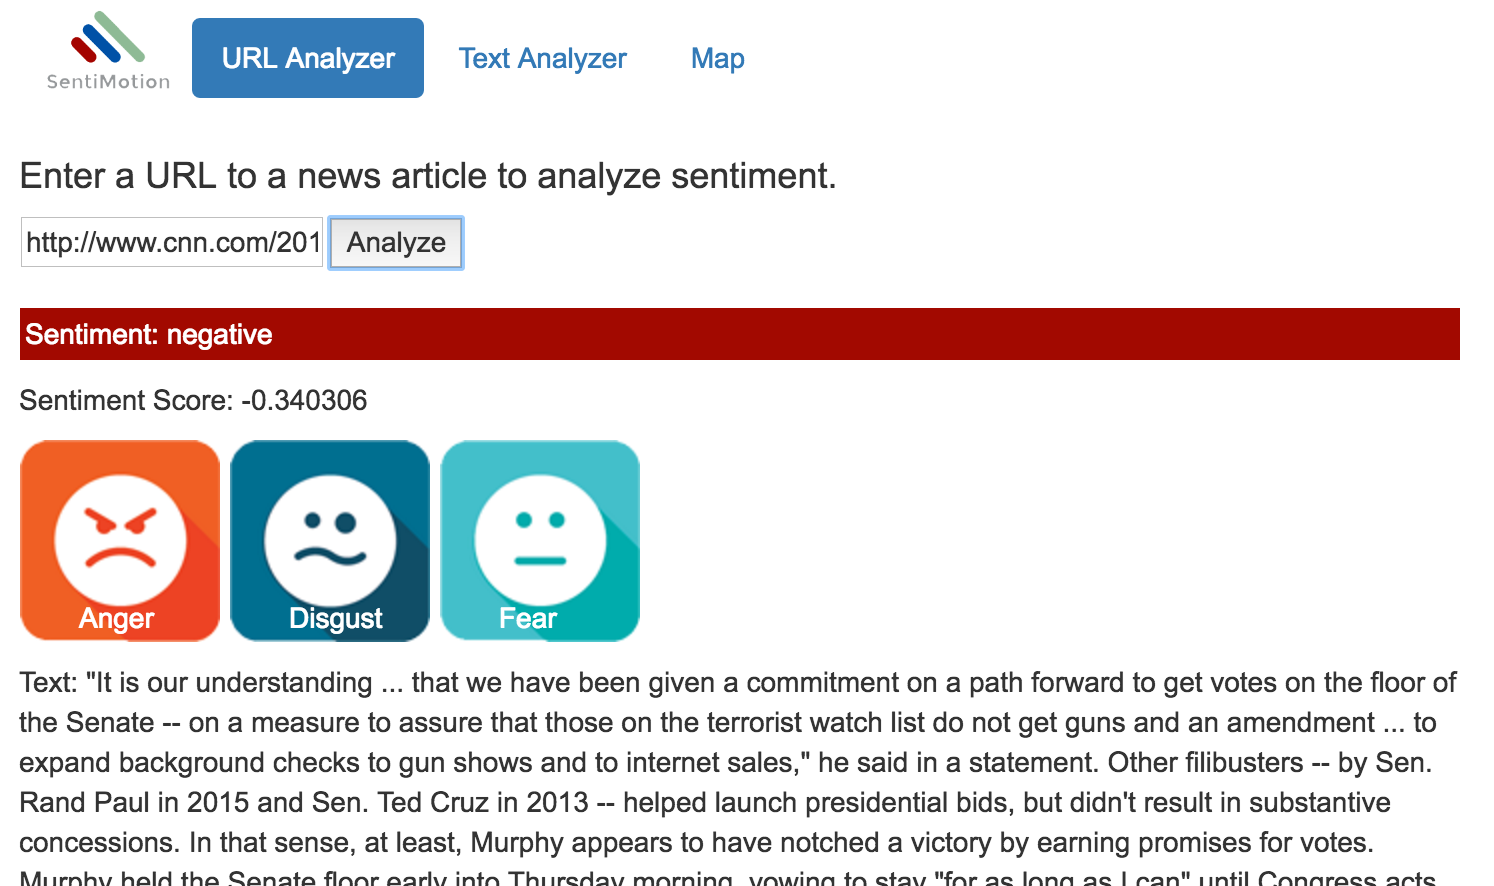 SentiMotion
URL Analyzer
Text Analyzer
Map
Enter a URL to a news article to analyze sentiment.
http://www.cnn.com/201
Analyze
Sentiment: negative
Sentiment Score: -0.340306
Anger
Disgust
Fear
Text: "It is our understanding ... that we have been given a commitment on a path forward to get votes on the floor of
the Senate -- on a measure to assure that those on the terrorist watch list do not get guns and an amendment ... to
expand background checks to gun shows and to internet sales," he said in a statement. Other filibusters -- by Sen.
Rand Paul in 2015 and Sen. Ted Cruz in 2013 -- helped launch presidential bids, but didn't result in substantive
concessions. In that sense, at least, Murphy appears to have notched a victory by earning promises for votes.
Murphy held the Senate floor early into Thursday morning, vowing to stay "for as long as I can" until Congress acts